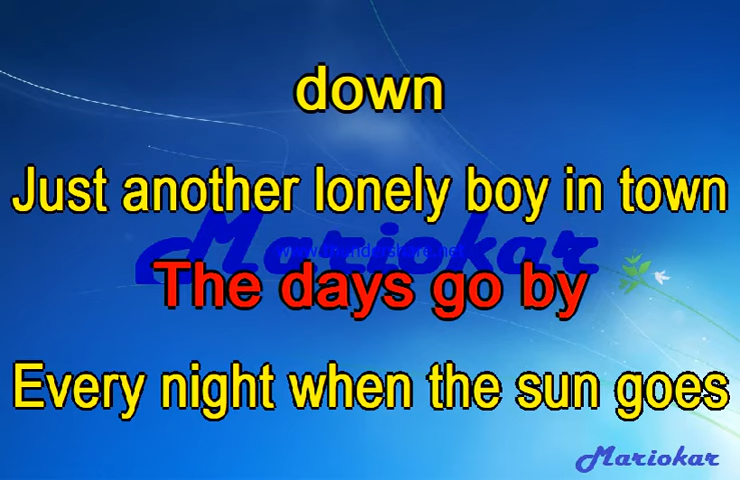 down
Just another lonely boy in town
Mariokar
The days go by
Every night when the sun goes
Mariokar